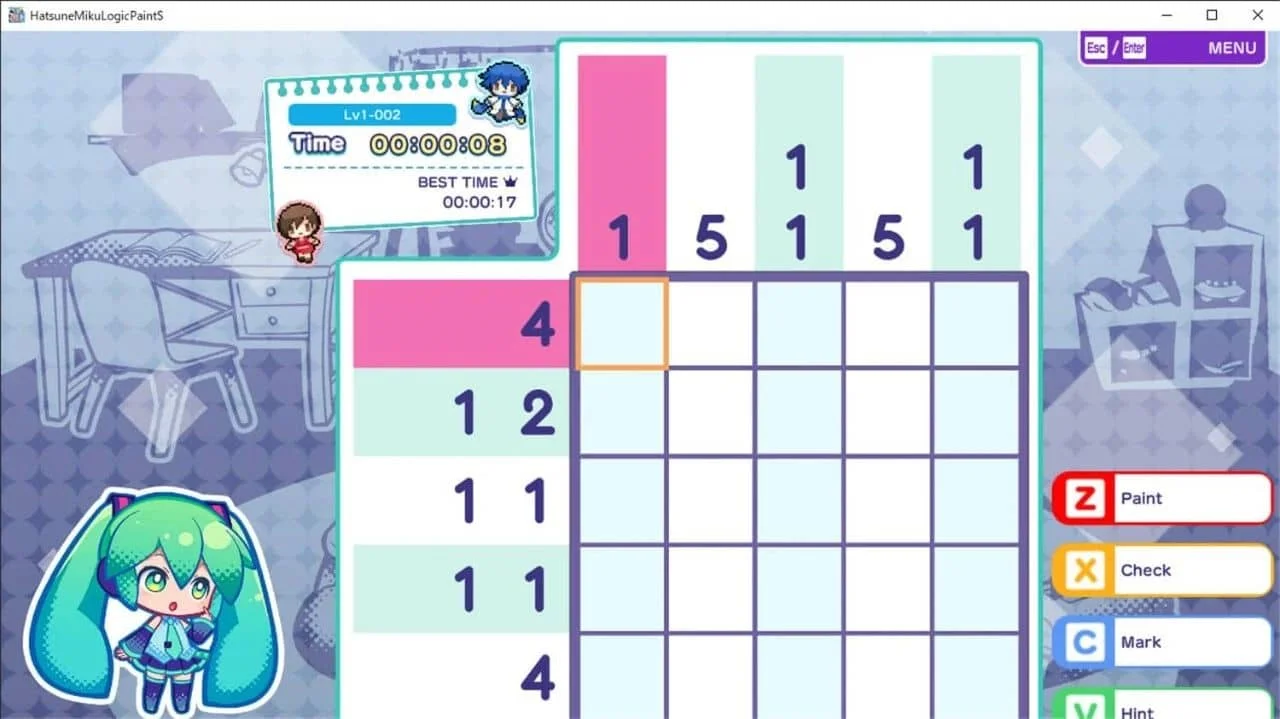 HatsuneMikuLogicPaintS
Esc / Enter MENU
Lv1-002
Time 00:00:08
BEST TIME
00:00:17
1 1
1 5 1 5 1
4
1 2
1 1
1 1
4
Z Paint
X Check
C Mark
V Hint